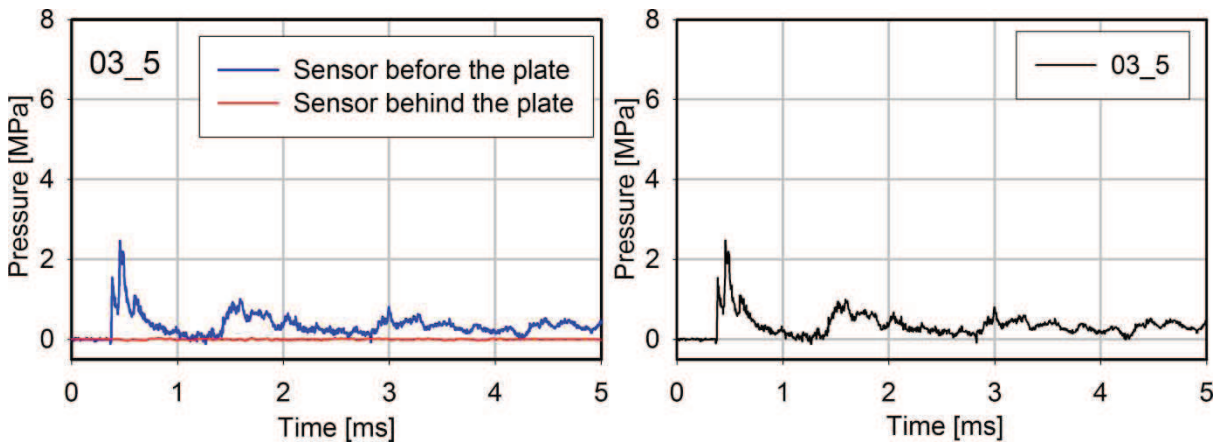 03_5
Sensor before the plate
Sensor behind the plate
Pressure [MPa]
8
6
4
2
0
0 1 2 3 4 5
Time [ms]
03_5
Pressure [MPa]
8
6
4
2
0
0 1 2 3 4 5
Time [ms]